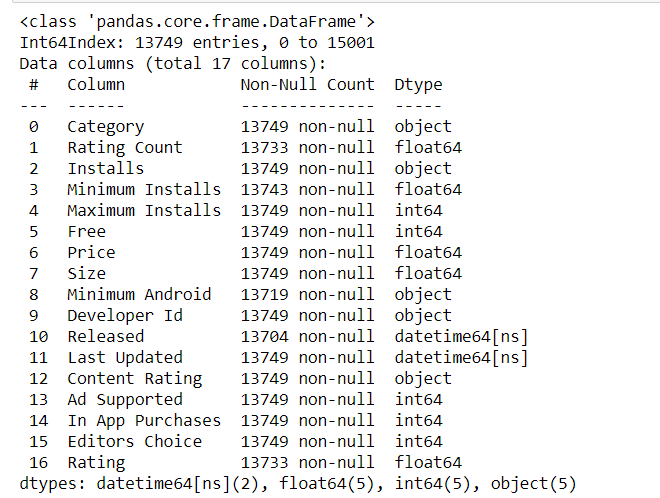 <class 'pandas.core.frame.DataFrame'>
Int64Index: 13749 entries, 0 to 15001
Data columns (total 17 columns):
 #   Column            Non-Null Count  Dtype
---  ------            --------------  -----
 0   Category          13749 non-null  object
 1   Rating Count      13733 non-null  float64
 2   Installs          13749 non-null  object
 3   Minimum Installs  13743 non-null  float64
 4   Maximum Installs  13749 non-null  int64
 5   Free              13749 non-null  int64
 6   Price             13749 non-null  float64
 7   Size              13749 non-null  float64
 8   Minimum Android   13719 non-null  object
 9   Developer Id      13749 non-null  object
 10  Released          13704 non-null  datetime64[ns]
 11  Last Updated      13749 non-null  datetime64[ns]
 12  Content Rating    13749 non-null  object
 13  Ad Supported      13749 non-null  int64
 14  In App Purchases  13749 non-null  int64
 15  Editors Choice    13749 non-null  int64
 16  Rating            13733 non-null  float64
dtypes: datetime64[ns](2), float64(5), int64(5), object(5)